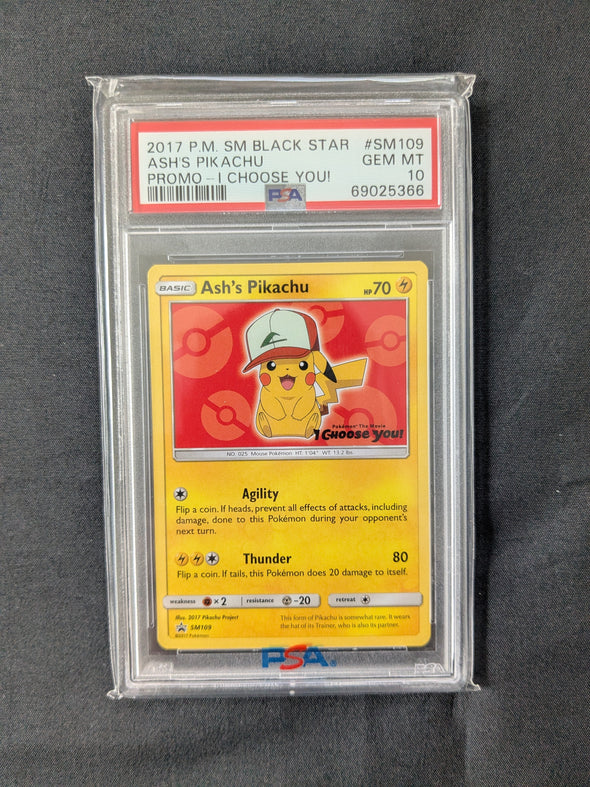 2017 P.M. SM BLACK STAR #SM109
ASH'S PIKACHU GEM MT
PROMO - I CHOOSE YOU! 10
PSA 69025366
BASIC Ash's Pikachu HP 70
Pokémon The Movie
I Choose You!
NO. 025 Mouse Pokémon HT: 1'04" WT: 13.2 lbs
Agility
Flip a coin. If heads, prevent all effects of attacks, including
damage, done to this Pokémon during your opponent's
next turn.
Thunder 80
Flip a coin. If tails, this Pokémon does 20 damage to itself.
weakness × 2 resistance -20 retreat
Illus. 2017 Pikachu Project
SM109
©2017 Pokémon
This form of Pikachu is somewhat rare. It wears
the hat of its Trainer, who is also its partner.
PSA®